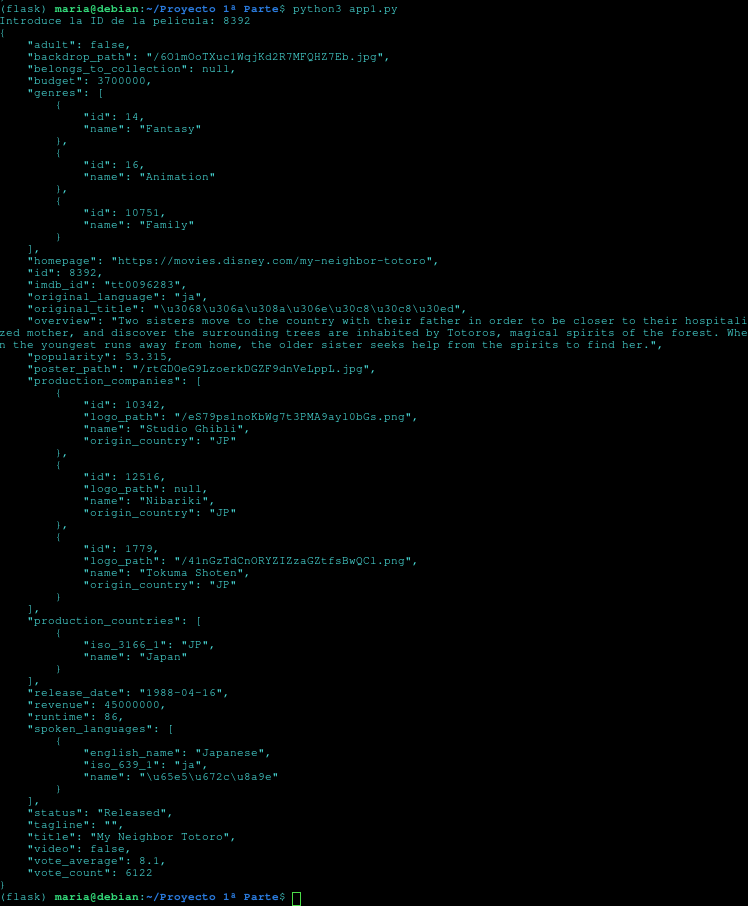 (flask) maria@debian:~/Proyecto 1ª Parte$ python3 app1.py
Introduce la ID de la pelicula: 8392
{
    "adult": false,
    "backdrop_path": "/6O1mOoTXuc1WqjKd2R7MFQHZ7Eb.jpg",
    "belongs_to_collection": null,
    "budget": 3700000,
    "genres": [
        {
            "id": 14,
            "name": "Fantasy"
        },
        {
            "id": 16,
            "name": "Animation"
        },
        {
            "id": 10751,
            "name": "Family"
        }
    ],
    "homepage": "https://movies.disney.com/my-neighbor-totoro",
    "id": 8392,
    "imdb_id": "tt0096283",
    "original_language": "ja",
    "original_title": "\u3068\u306a\u308a\u306e\u30c8\u30c8\u30ed",
    "overview": "Two sisters move to the country with their father in order to be closer to their hospitali
zed mother, and discover the surrounding trees are inhabited by Totoros, magical spirits of the forest. Whe
n the youngest runs away from home, the older sister seeks help from the spirits to find her.",
    "popularity": 53.315,
    "poster_path": "/rtGDOeG9LzoerkDGZF9dnVeLppL.jpg",
    "production_companies": [
        {
            "id": 10342,
            "logo_path": "/eS79pslnoKbWg7t3PMA9ayl0bGs.png",
            "name": "Studio Ghibli",
            "origin_country": "JP"
        },
        {
            "id": 12516,
            "logo_path": null,
            "name": "Nibariki",
            "origin_country": "JP"
        },
        {
            "id": 1779,
            "logo_path": "/41nGzTdCnORYZIZzaGZtfsBwQC1.png",
            "name": "Tokuma Shoten",
            "origin_country": "JP"
        }
    ],
    "production_countries": [
        {
            "iso_3166_1": "JP",
            "name": "Japan"
        }
    ],
    "release_date": "1988-04-16",
    "revenue": 45000000,
    "runtime": 86,
    "spoken_languages": [
        {
            "english_name": "Japanese",
            "iso_639_1": "ja",
            "name": "\u65e5\u672c\u8a9e"
        }
    ],
    "status": "Released",
    "tagline": "",
    "title": "My Neighbor Totoro",
    "video": false,
    "vote_average": 8.1,
    "vote_count": 6122
}
(flask) maria@debian:~/Proyecto 1ª Parte$